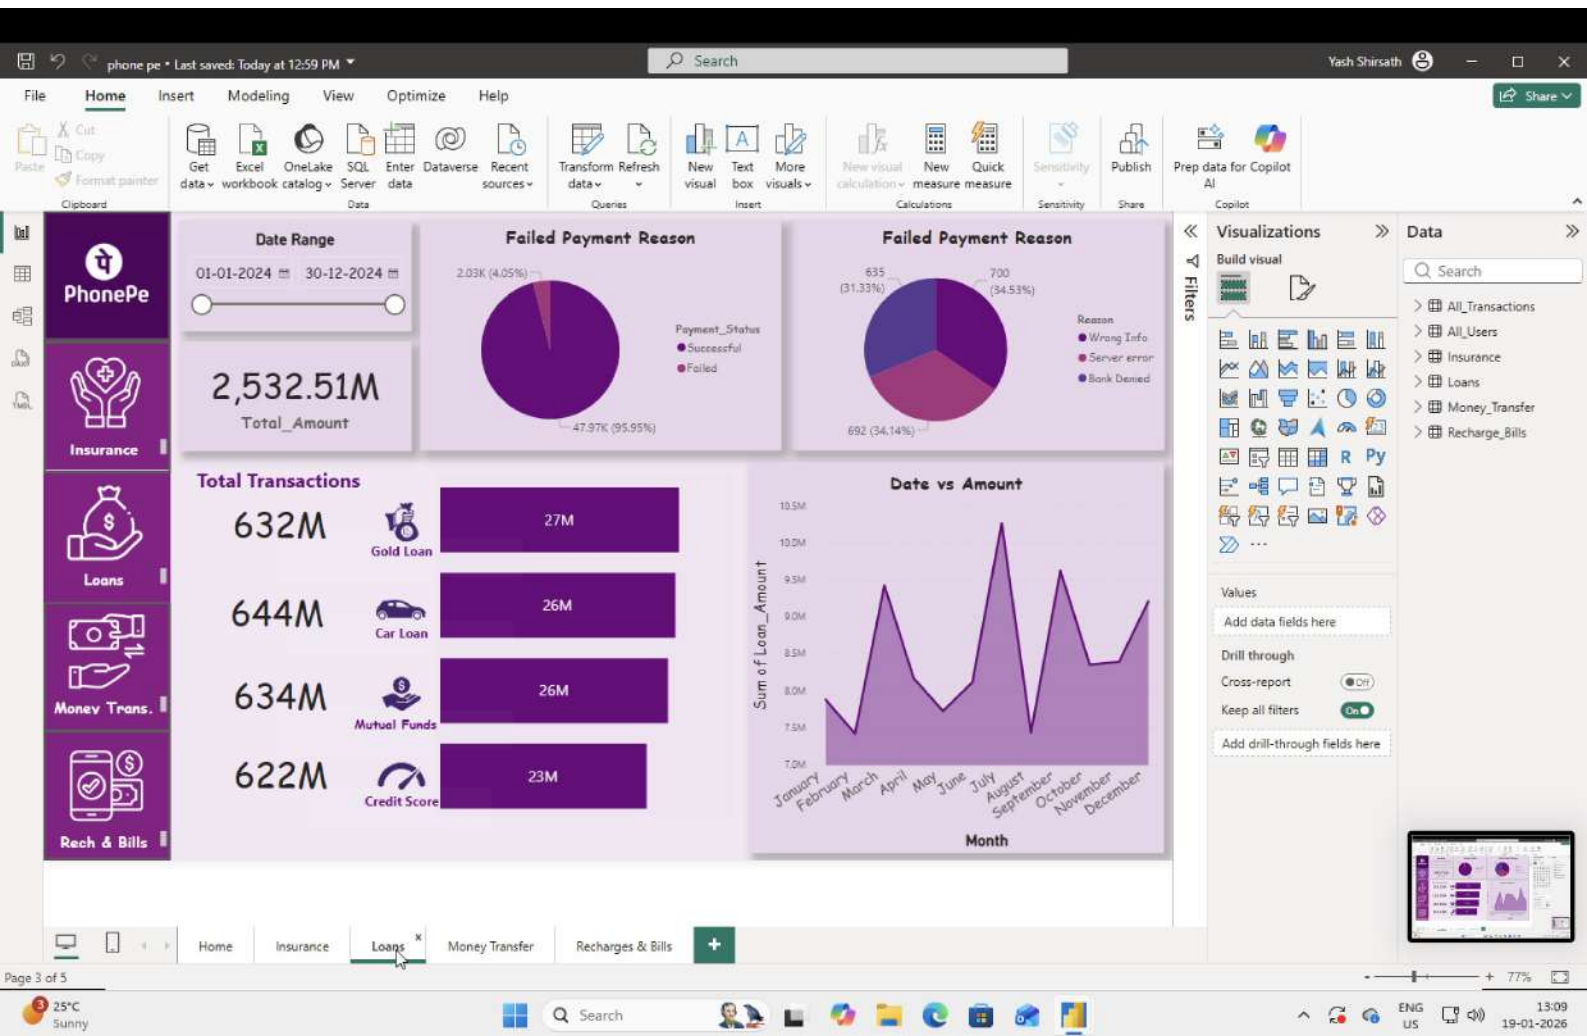 phone pe • Last saved: Today at 12:59 PM
Search
Yash Shirsath
File Home Insert Modeling View Optimize Help
Share
Paste
Cut
Copy
Format painter
Clipboard
Get data
Excel workbook
OneLake catalog
SQL Server
Enter data
Dataverse
Recent sources
Data
Transform data
Refresh
Queries
New visual
Text box
More visuals
Insert
New visual calculation
New measure
Quick measure
Calculations
Sensitivity
Sensitivity
Publish
Share
Prep data for AI
Copilot
Copilot
पे
PhonePe
Insurance
Loans
Money Trans.
Rech & Bills
Date Range
01-01-2024 30-12-2024
2,532.51M
Total_Amount
Failed Payment Reason
2.03K (4.05%)
47.97K (95.95%)
Payment_Status
Successful
Failed
Failed Payment Reason
635
(31.33%)
700
(34.53%)
692 (34.14%)
Reason
Wrong Info
Server error
Bank Denied
Total Transactions
632M
Gold Loan
27M
644M
Car Loan
26M
634M
Mutual Funds
26M
622M
Credit Score
23M
Date vs Amount
Sum of Loan_Amount
10.5M
10.0M
9.5M
9.0M
8.5M
8.0M
7.5M
7.0M
January
February
March
April
May
June
July
August
September
October
November
December
Month
Filters
Visualizations
Build visual
R Py
Values
Add data fields here
Drill through
Cross-report Off
Keep all filters On
Add drill-through fields here
Data
Search
All_Transactions
All_Users
Insurance
Loans
Money_Transfer
Recharge_Bills
Home Insurance Loans Money Transfer Recharges & Bills
Page 3 of 5
77%
3
25°C
Sunny
Search
ENG
US
13:09
19-01-2026